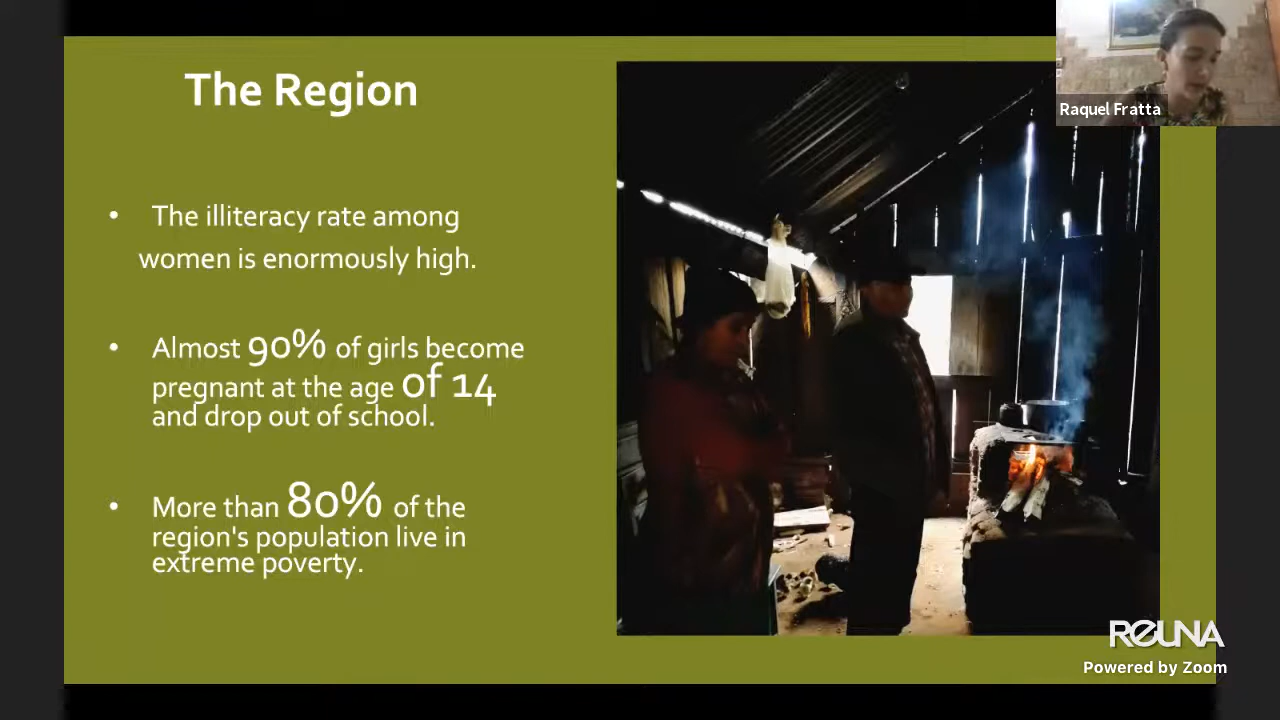 The Region
• The illiteracy rate among
women is enormously high.
• Almost 90% of girls become
pregnant at the age of 14
and drop out of school.
• More than 80% of the
region's population live in
extreme poverty.
Raquel Fratta
REUNA
Powered by Zoom